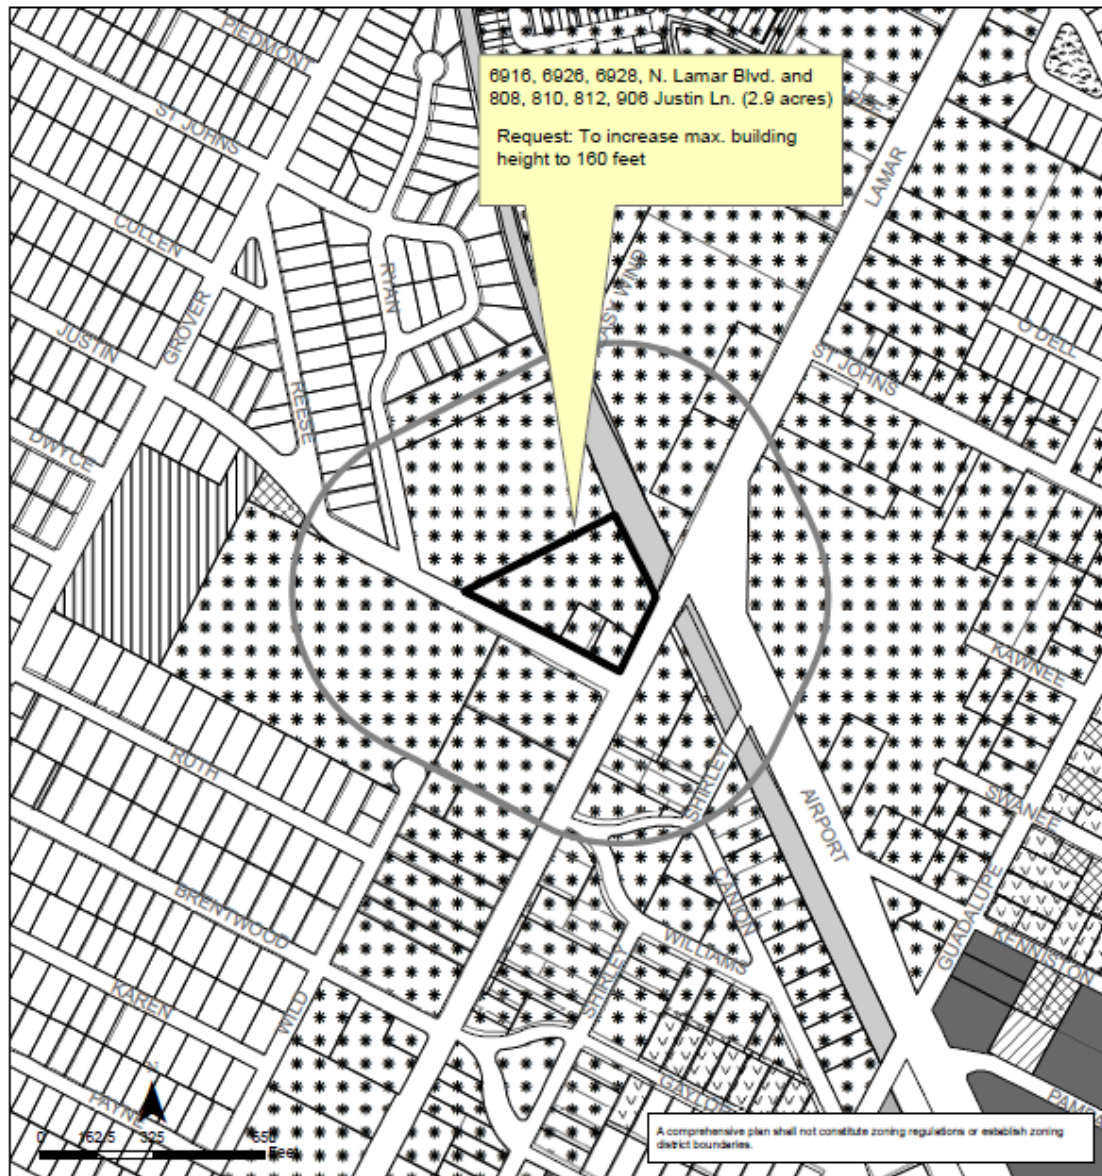 PIEDMONT
ST JOHNS
CULLEN
JUSTIN
GROVER
RYAN
REESE
DWYCE
6916, 6926, 6928, N. Lamar Blvd. and
808, 810, 812, 906 Justin Ln. (2.9 acres)
Request: To increase max. building
height to 160 feet
LAMAR
WIND
O DELL
ST JOHNS
KAWNEE
SWANEE
SHIRLEY
AIRPORT
CANION
GUADALUPE
KENNISTON
RUTH
BRENTWOOD
WILLIAMS
SHIRLEY
KAREN
WILD
PAYNE
0 162.5 325 650
Feet
A comprehensive plan shall not constitute zoning regulations or establish zoning
district boundaries.